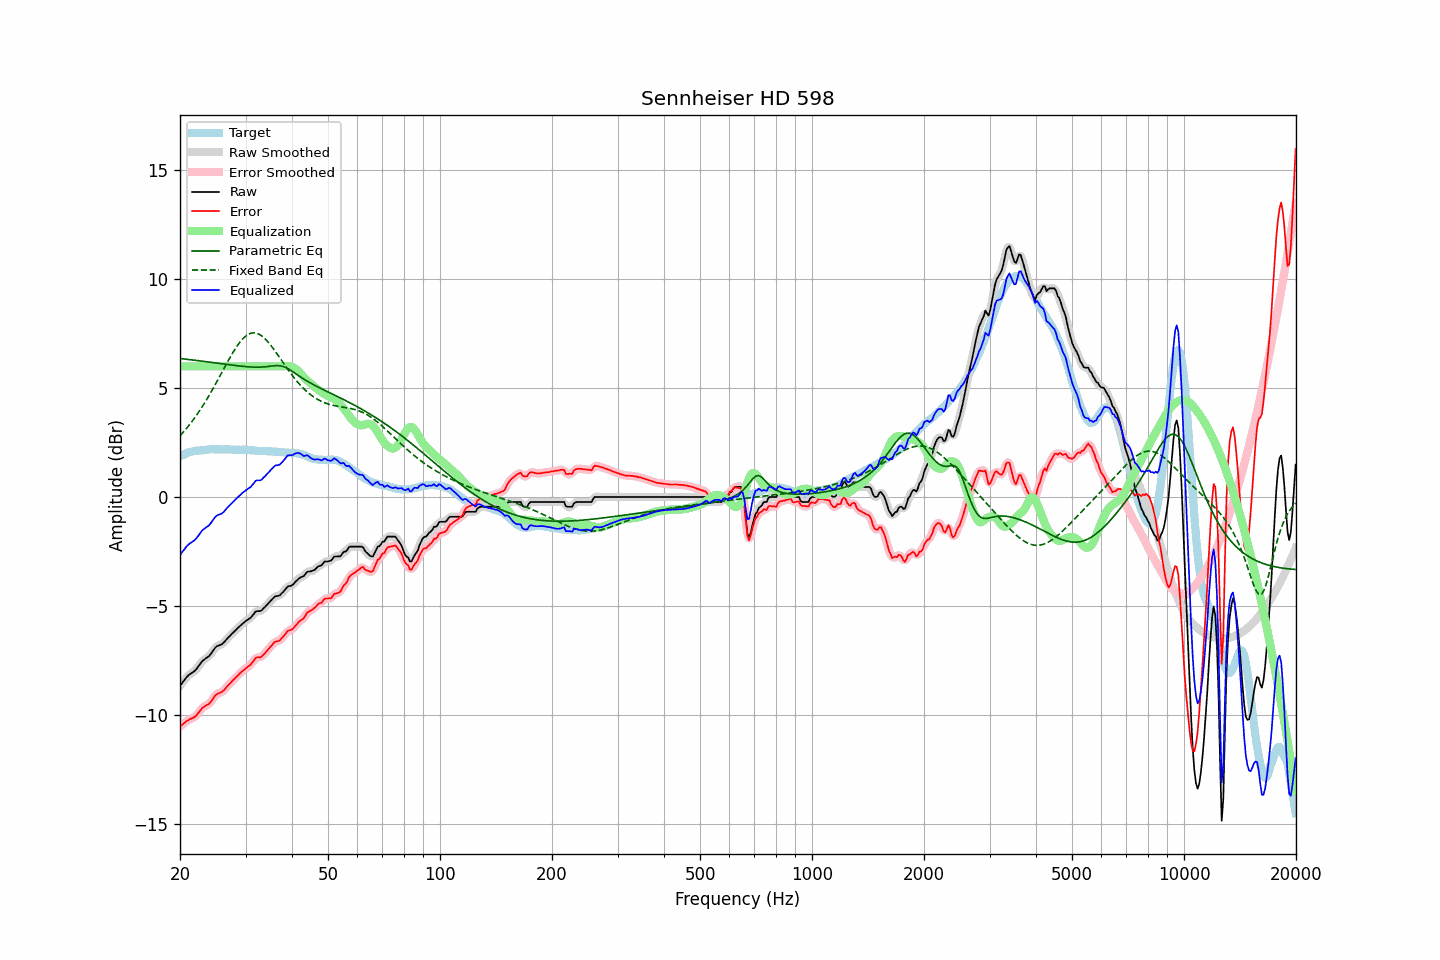 Sennheiser HD 598
Target
Raw Smoothed
Error Smoothed
Raw
Error
Equalization
Parametric Eq
Fixed Band Eq
Equalized
Amplitude (dBr)
15
10
5
0
−5
−10
−15
20 50 100 200 500 1000 2000 5000 10000 20000
Frequency (Hz)